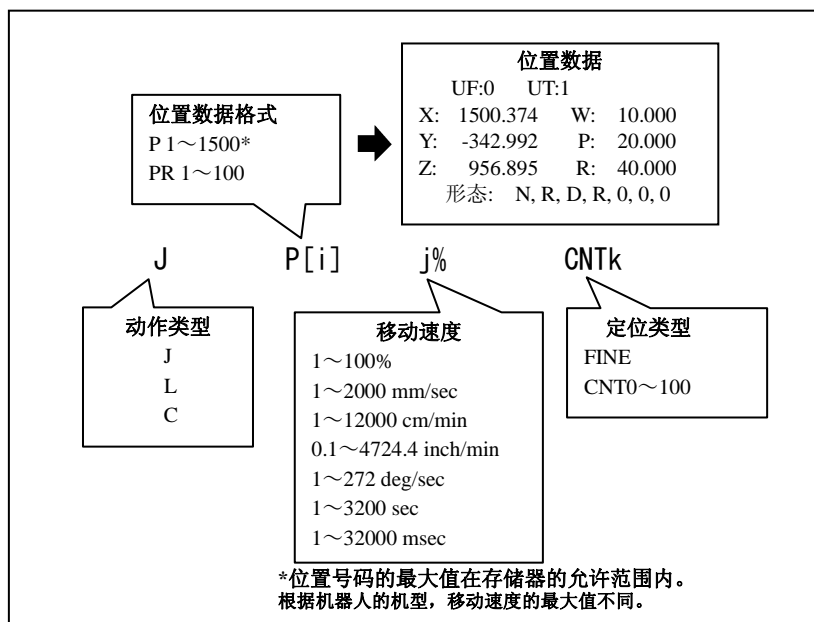 位置数据格式
P 1～1500*
PR 1～100
位置数据
UF:0 UT:1
X: 1500.374 W: 10.000
Y: -342.992 P: 20.000
Z: 956.895 R: 40.000
形态: N, R, D, R, 0, 0, 0
J P[i] j% CNTk
动作类型
J
L
C
移动速度
1～100%
1～2000 mm/sec
1～12000 cm/min
0.1～4724.4 inch/min
1～272 deg/sec
1～3200 sec
1～32000 msec
定位类型
FINE
CNT0～100
*位置号码的最大值在存储器的允许范围内。
根据机器人的机型，移动速度的最大值不同。